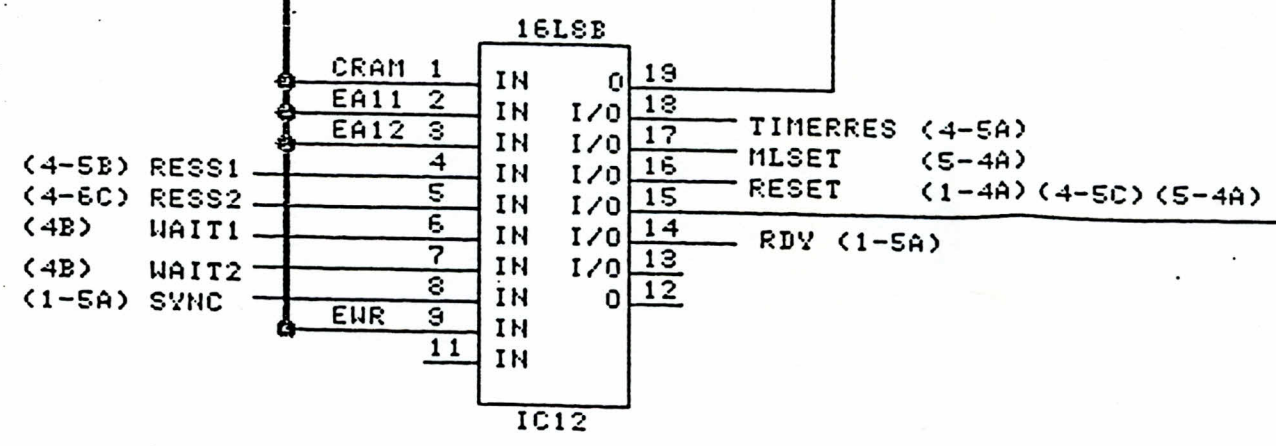 16L8B
CRAM 1 IN O 19
EA11 2 IN I/O 18 TIMERRES (4-5A)
EA12 3 IN I/O 17 MLSET (5-4A)
(4-5B) RESS1 4 IN I/O 16 RESET (1-4A)(4-5C)(5-4A)
(4-6C) RESS2 5 IN I/O 15
(4B) WAIT1 6 IN I/O 14 RDY (1-5A)
(4B) WAIT2 7 IN I/O 13
(1-5A) SYNC 8 IN O 12
EWR 9 IN
11 IN
IC12